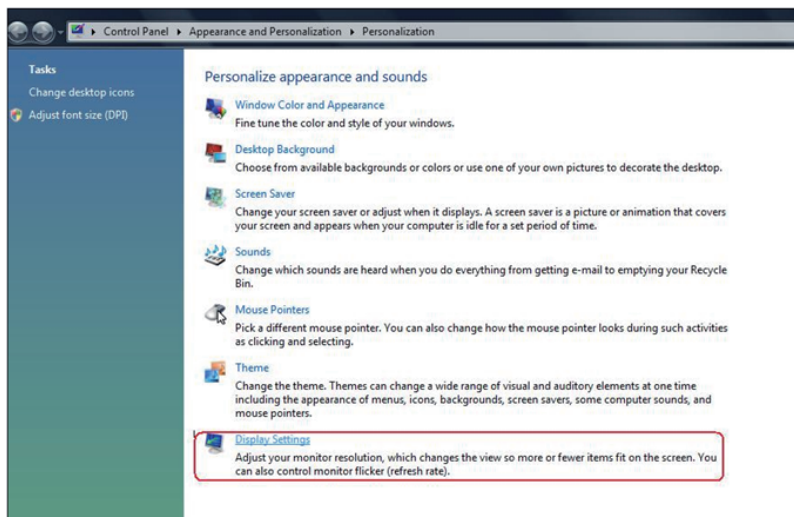 Control Panel ▸ Appearance and Personalization ▸ Personalization
Tasks
Change desktop icons
Adjust font size (DPI)
Personalize appearance and sounds
Window Color and Appearance
Fine tune the color and style of your windows.
Desktop Background
Choose from available backgrounds or colors or use one of your own pictures to decorate the desktop.
Screen Saver
Change your screen saver or adjust when it displays. A screen saver is a picture or animation that covers
your screen and appears when your computer is idle for a set period of time.
Sounds
Change which sounds are heard when you do everything from getting e-mail to emptying your Recycle
Bin.
Mouse Pointers
Pick a different mouse pointer. You can also change how the mouse pointer looks during such activities
as clicking and selecting.
Theme
Change the theme. Themes can change a wide range of visual and auditory elements at one time
including the appearance of menus, icons, backgrounds, screen savers, some computer sounds, and
mouse pointers.
Display Settings
Adjust your monitor resolution, which changes the view so more or fewer items fit on the screen. You
can also control monitor flicker (refresh rate).